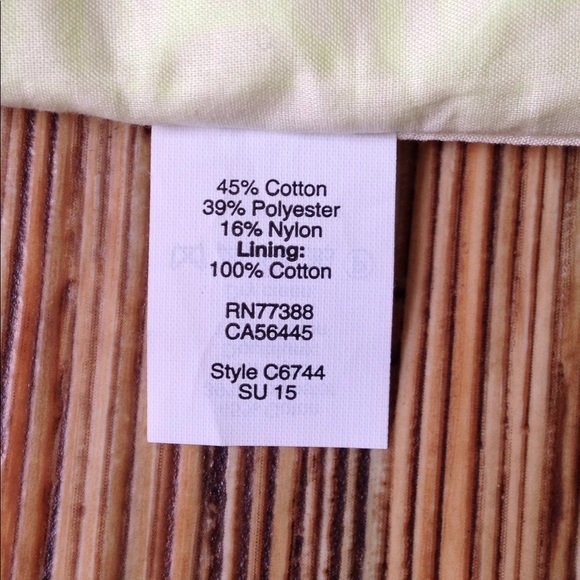 45% Cotton
39% Polyester
16% Nylon
Lining:
100% Cotton
RN77388
CA56445
Style C6744
SU 15